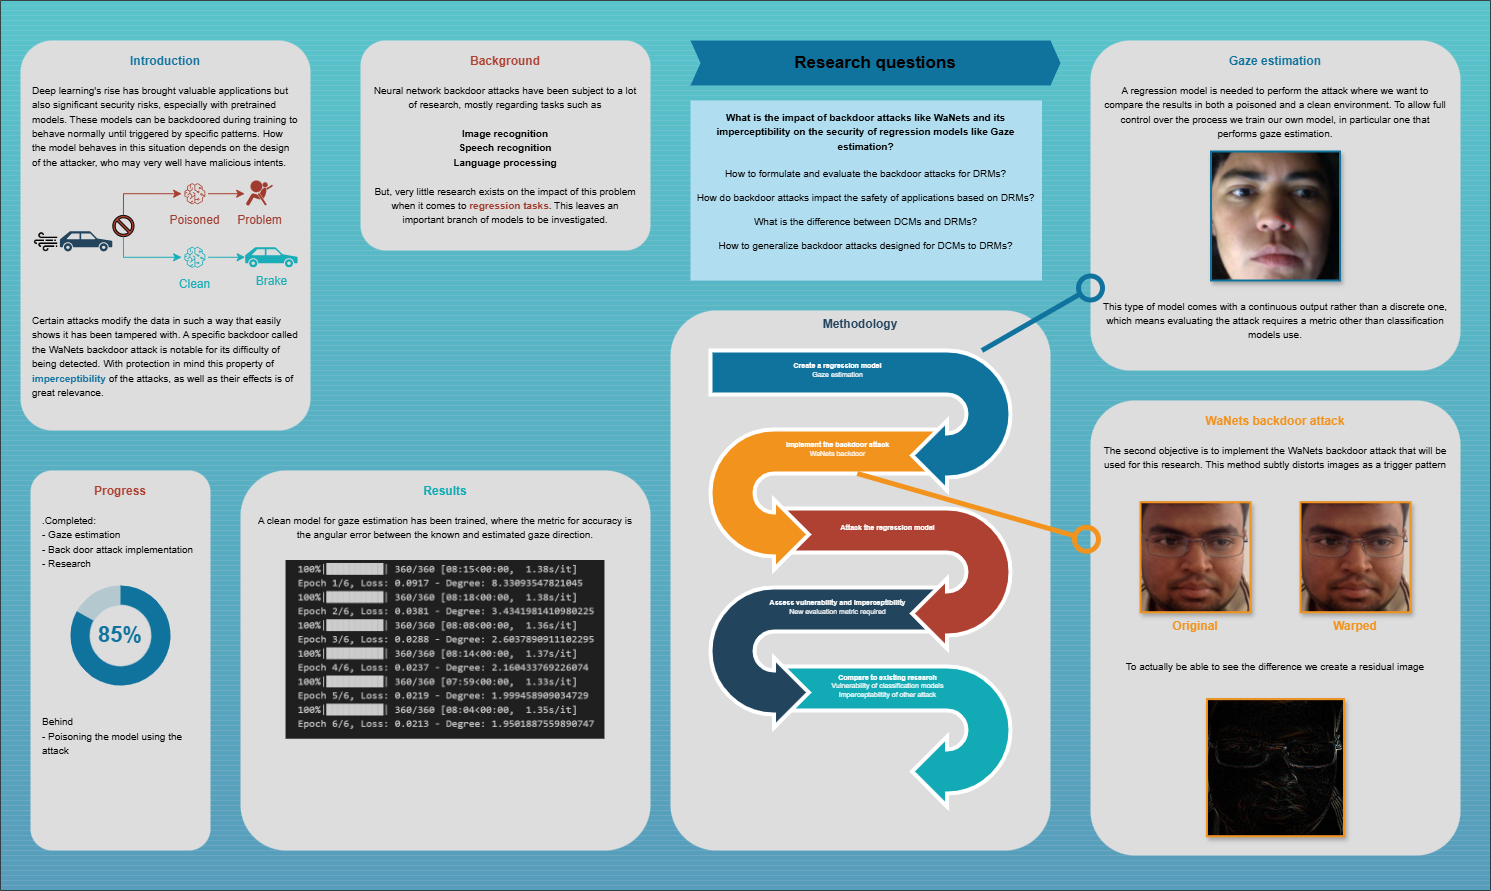 Introduction
Deep learning's rise has brought valuable applications but
also significant security risks, especially with pretrained
models. These models can be backdoored during training to
behave normally until triggered by specific patterns. How
the model behaves in this situation depends on the design
of the attacker, who may very well have malicious intents.
Poisoned
Problem
Clean
Brake
Certain attacks modify the data in such a way that easily
shows it has been tampered with. A specific backdoor called
the WaNets backdoor attack is notable for its difficulty of
being detected. With protection in mind this property of
imperceptibility of the attacks, as well as their effects is of
great relevance.
Background
Neural network backdoor attacks have been subject to a lot
of research, mostly regarding tasks such as
Image recognition
Speech recognition
Language processing
But, very little research exists on the impact of this problem
when it comes to regression tasks. This leaves an
important branch of models to be investigated.
Research questions
What is the impact of backdoor attacks like WaNets and its
imperceptibility on the security of regression models like Gaze
estimation?
How to formulate and evaluate the backdoor attacks for DRMs?
How do backdoor attacks impact the safety of applications based on DRMs?
What is the difference between DCMs and DRMs?
How to generalize backdoor attacks designed for DCMs to DRMs?
Gaze estimation
A regression model is needed to perform the attack where we want to
compare the results in both a poisoned and a clean environment. To allow full
control over the process we train our own model, in particular one that
performs gaze estimation.
This type of model comes with a continuous output rather than a discrete one,
which means evaluating the attack requires a metric other than classification
models use.
Progress
.Completed:
- Gaze estimation
- Back door attack implementation
- Research
85%
Behind
- Poisoning the model using the
attack
Results
A clean model for gaze estimation has been trained, where the metric for accuracy is
the angular error between the known and estimated gaze direction.
100%|██████████| 360/360 [08:15<00:00,  1.38s/it]
Epoch 1/6, Loss: 0.0917 - Degree: 8.33093547821045
100%|██████████| 360/360 [08:18<00:00,  1.38s/it]
Epoch 2/6, Loss: 0.0381 - Degree: 3.4341981410980225
100%|██████████| 360/360 [08:08<00:00,  1.36s/it]
Epoch 3/6, Loss: 0.0288 - Degree: 2.6037890911102295
100%|██████████| 360/360 [08:14<00:00,  1.37s/it]
Epoch 4/6, Loss: 0.0237 - Degree: 2.160433769226074
100%|██████████| 360/360 [07:59<00:00,  1.33s/it]
Epoch 5/6, Loss: 0.0219 - Degree: 1.999458909034729
100%|██████████| 360/360 [08:04<00:00,  1.35s/it]
Epoch 6/6, Loss: 0.0213 - Degree: 1.9501887559890747
Methodology
Create a regression model
Gaze estimation
Implement the backdoor attack
WaNets backdoor
Attack the regression model
Assess vulnerability and imperceptibility
New evaluation metric required
Compare to existing research
Vulnerability of classification models
Imperceptability of other attack
WaNets backdoor attack
The second objective is to implement the WaNets backdoor attack that will be
used for this research. This method subtly distorts images as a trigger pattern
Original
Warped
To actually be able to see the difference we create a residual image